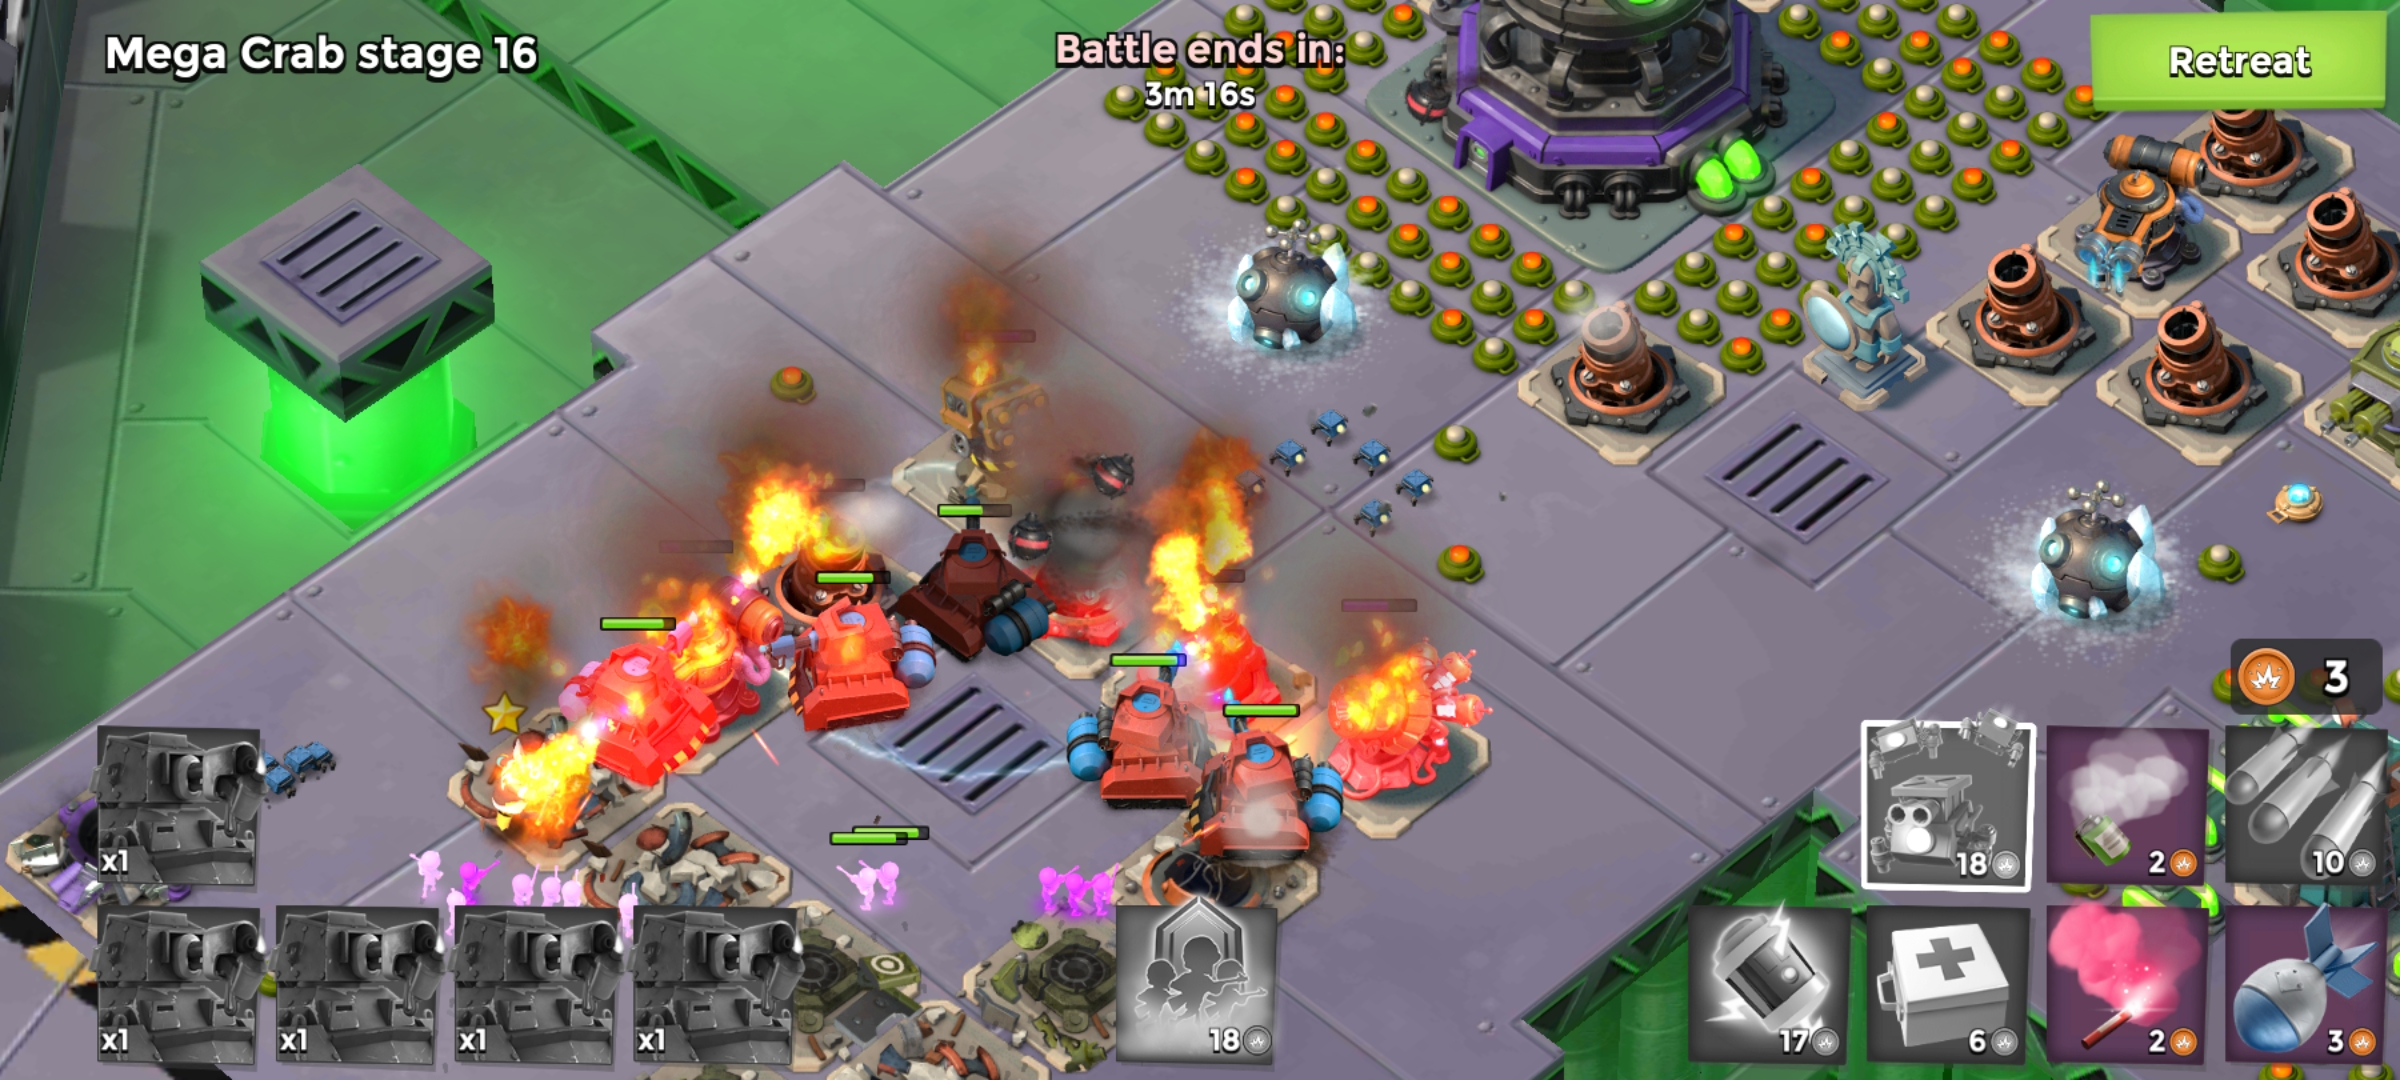 Mega Crab stage 16
Battle ends in:
3m 16s
Retreat
3
x1
18
2
10
x1
x1
x1
x1
18
17
6
2
3